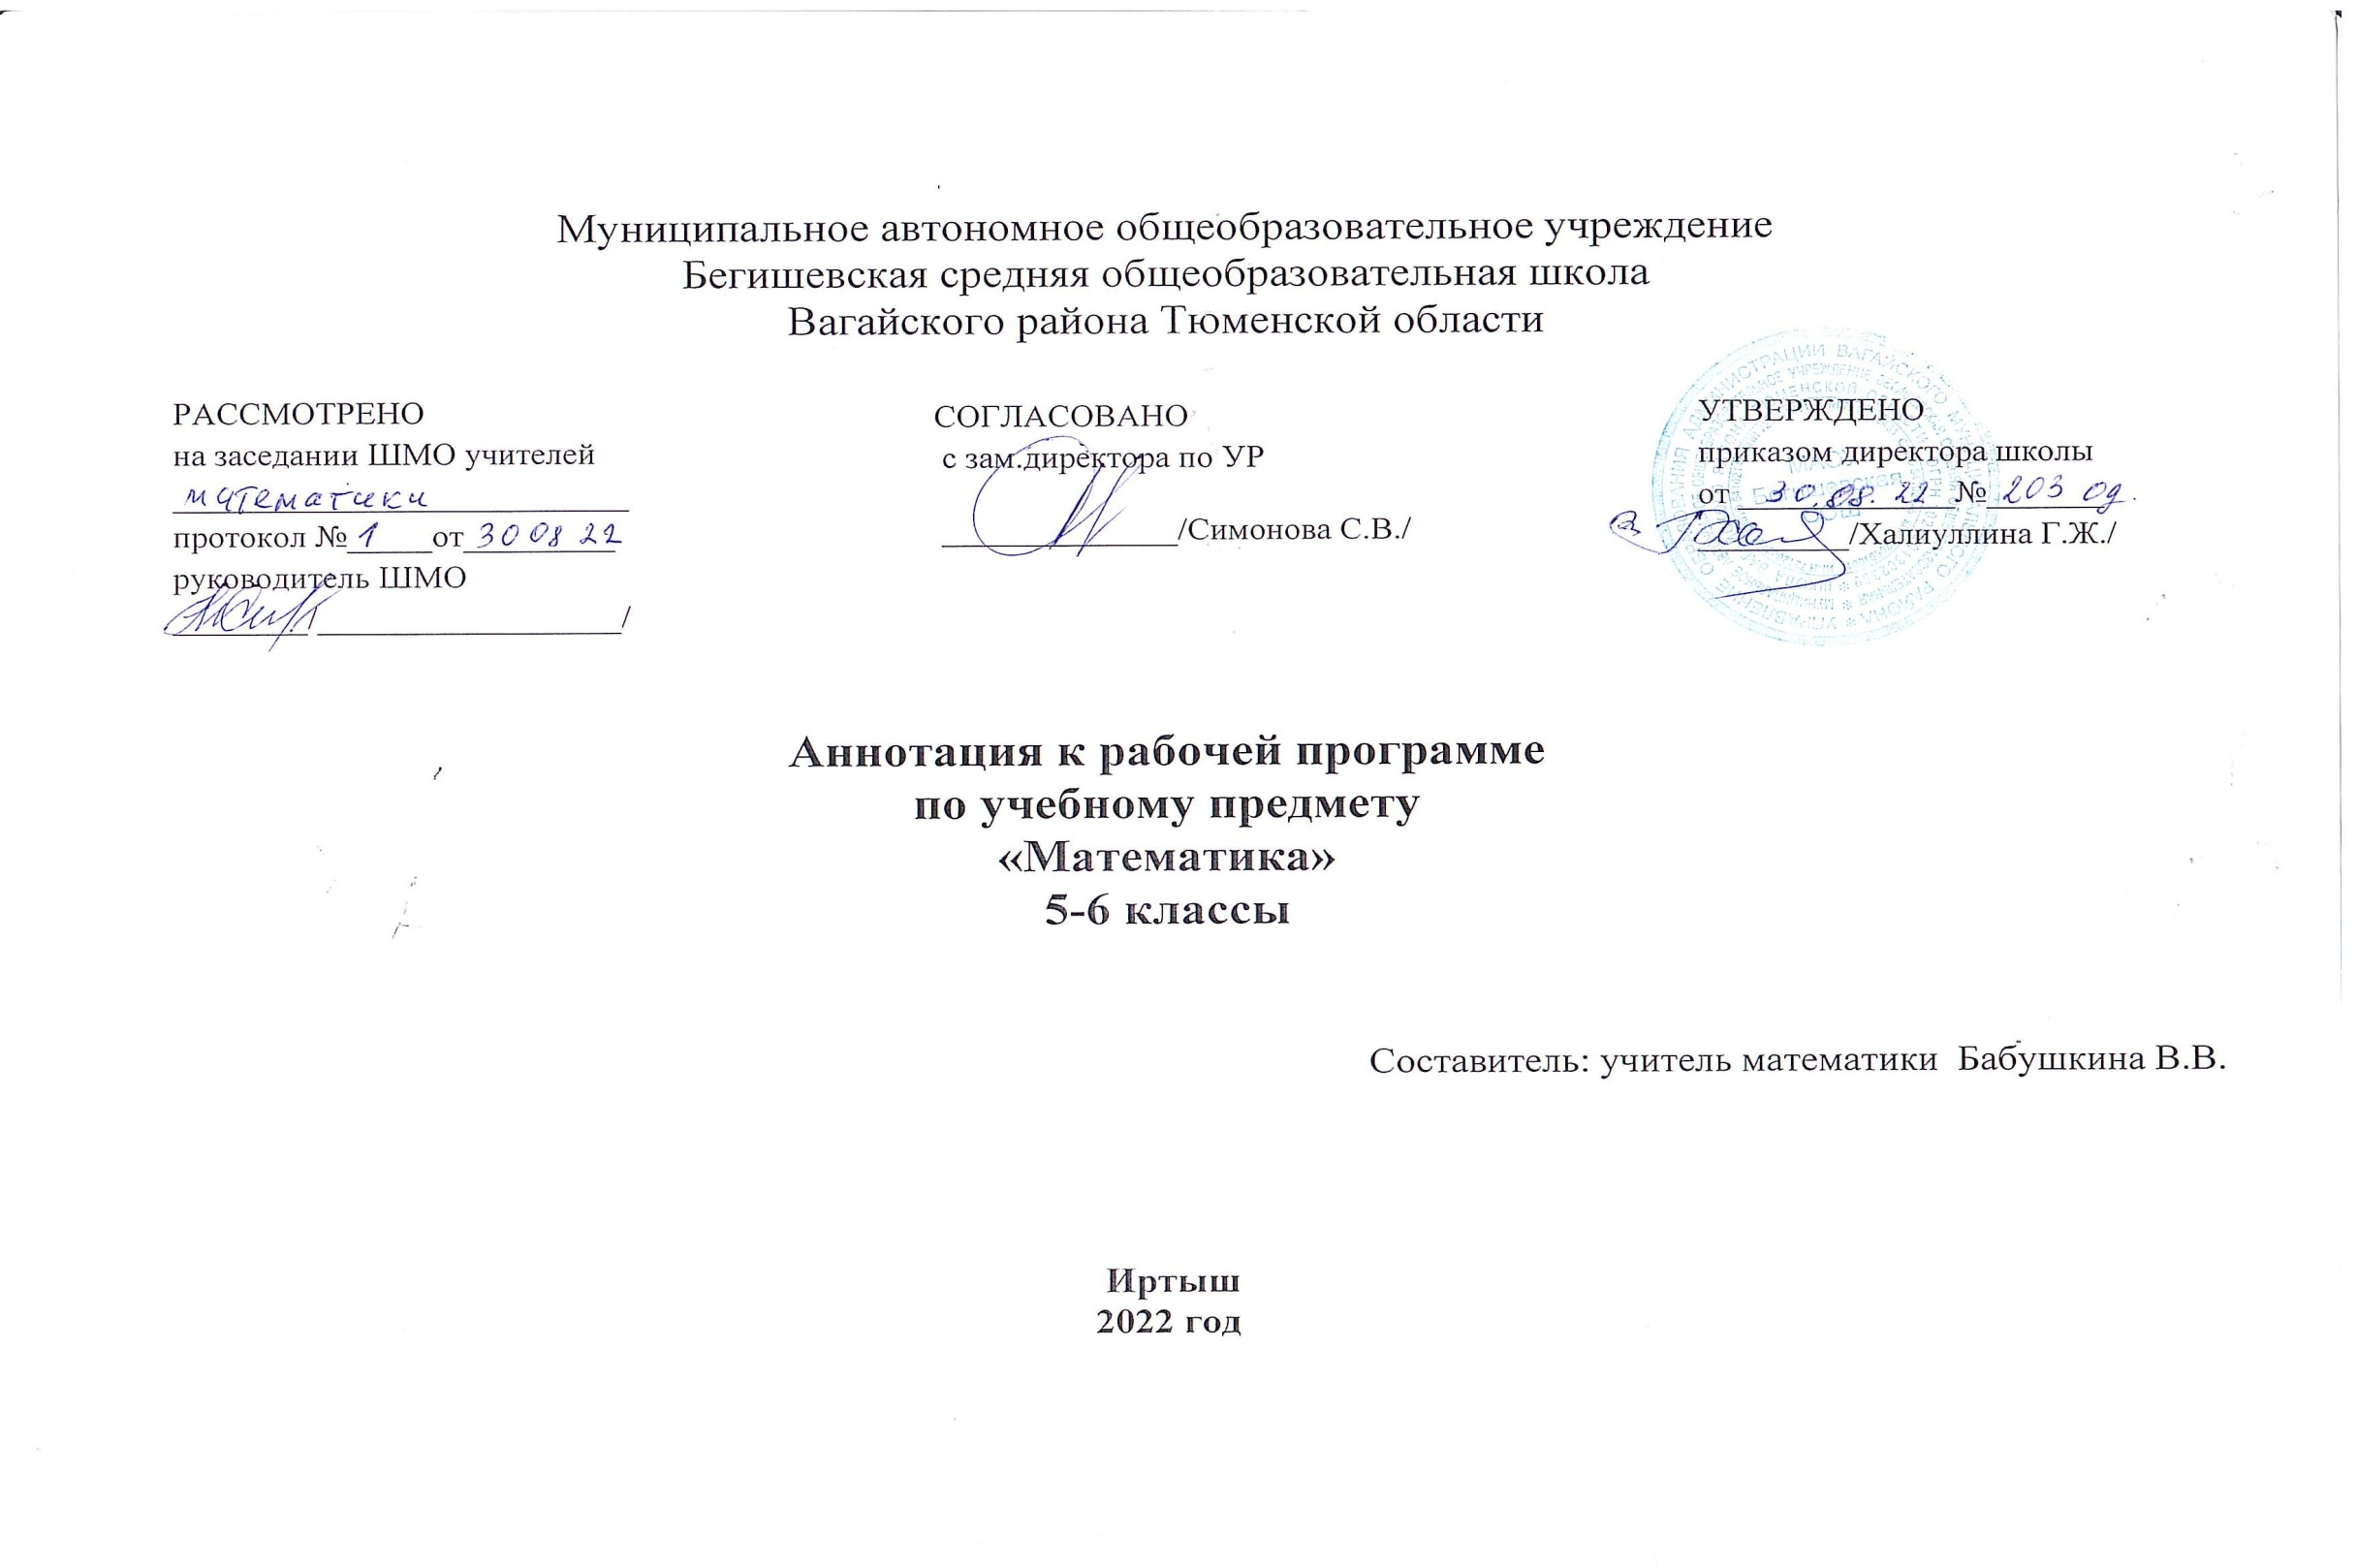 Муниципальное автономное общеобразовательное учреждение
Бегишевская средняя общеобразовательная школа
Вагайского района Тюменской области
РАССМОТРЕНО
на заседании ШМО учителей
математики
протокол № 1 от 30 08 22
руководитель ШМО
/ /
СОГЛАСОВАНО
с зам.директора по УР
/Симонова С.В./
УТВЕРЖДЕНО
приказом директора школы
от 30.08.22 № 203 од.
/Халиуллина Г.Ж./
Аннотация к рабочей программе
по учебному предмету
«Математика»
5-6 классы
Составитель: учитель математики Бабушкина В.В.
Иртыш
2022 год